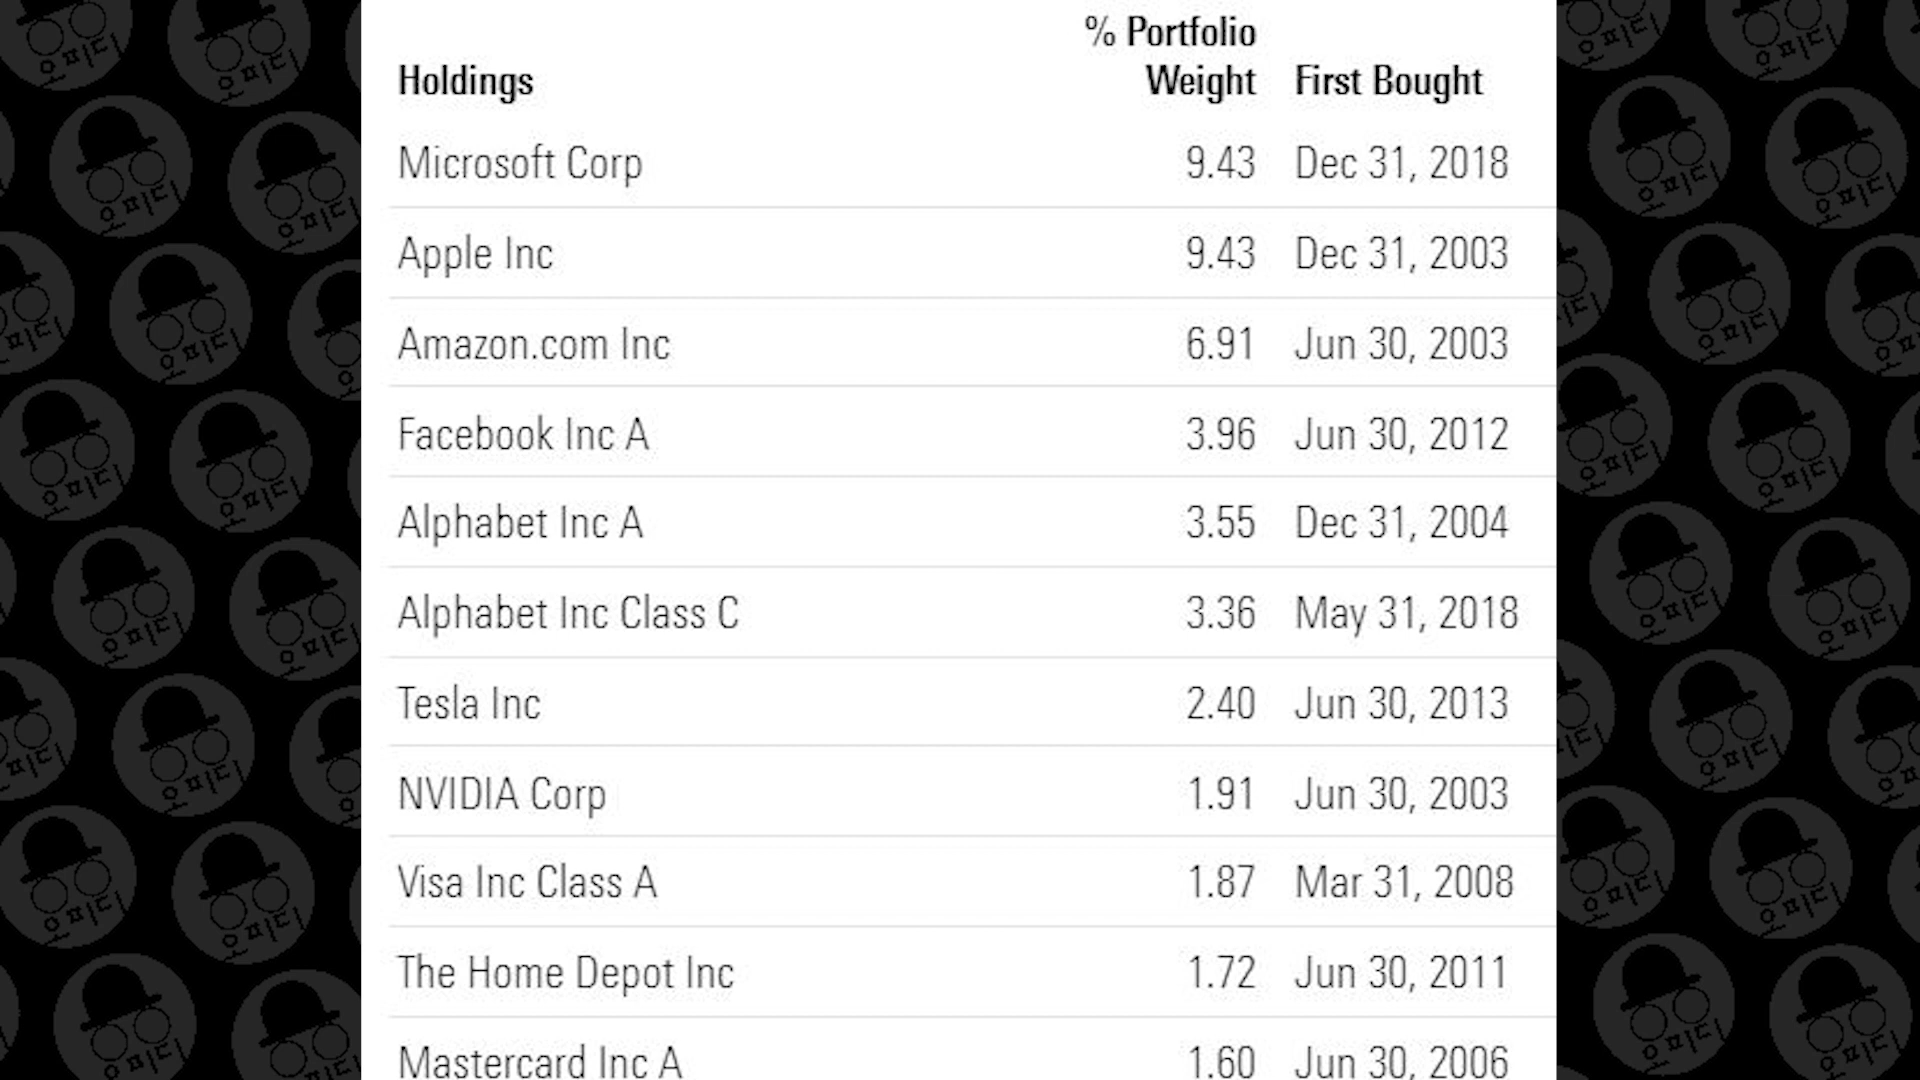 % Portfolio
Holdings Weight First Bought
Microsoft Corp 9.43 Dec 31, 2018
Apple Inc 9.43 Dec 31, 2003
Amazon.com Inc 6.91 Jun 30, 2003
Facebook Inc A 3.96 Jun 30, 2012
Alphabet Inc A 3.55 Dec 31, 2004
Alphabet Inc Class C 3.36 May 31, 2018
Tesla Inc 2.40 Jun 30, 2013
NVIDIA Corp 1.91 Jun 30, 2003
Visa Inc Class A 1.87 Mar 31, 2008
The Home Depot Inc 1.72 Jun 30, 2011
Mastercard Inc A 1.60 Jun 30, 2006
오피디